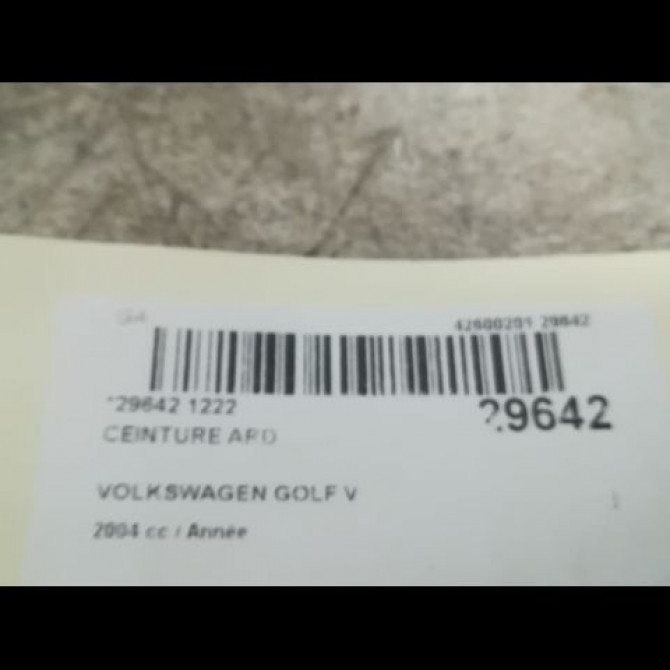 42600201 29642
*29642 1222
29642
CEINTURE ARD
VOLKSWAGEN GOLF V
2004 cc / Année